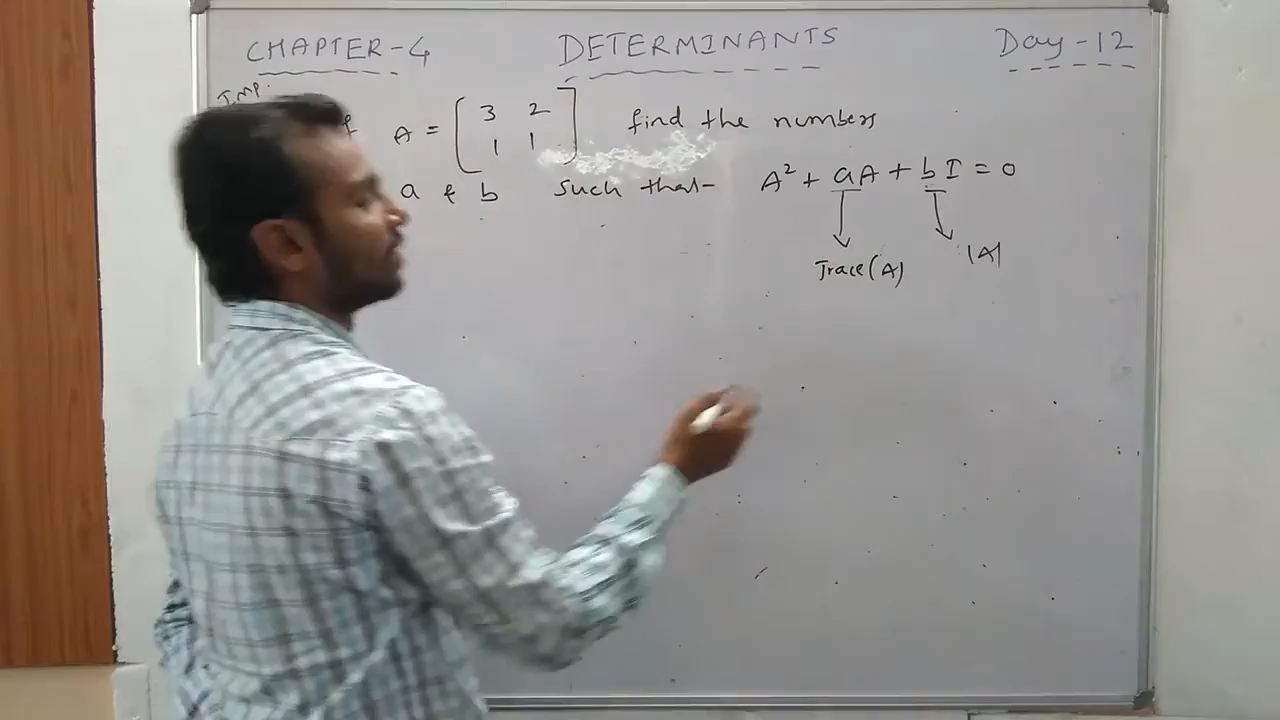 CHAPTER-4 DETERMINANTS Day-12
Imp:
A = [ 3 2 find the numbers
1 1 ]
a & b such that A² + aA + bI = 0
Trace(A) |A|